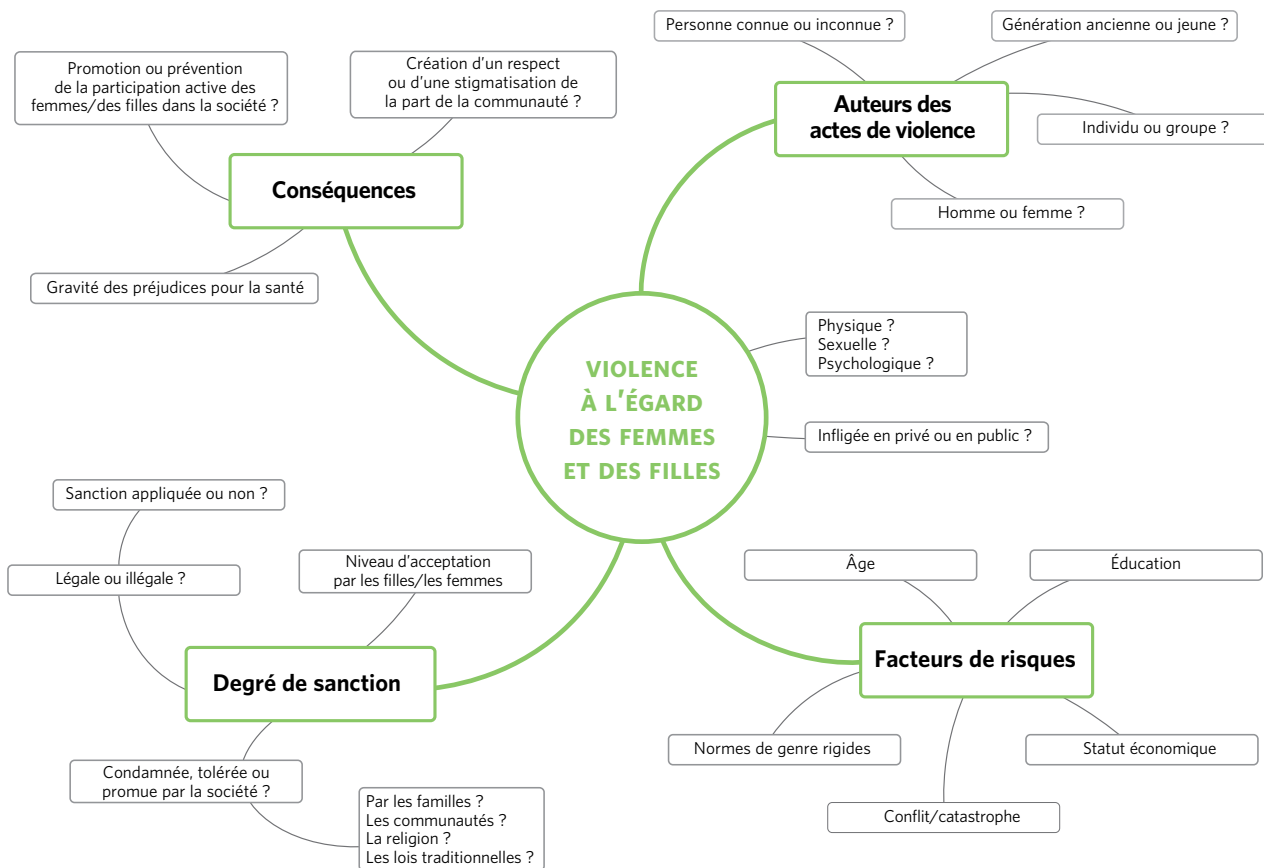 Personne connue ou inconnue ?
Génération ancienne ou jeune ?
Auteurs des
actes de violence
Individu ou groupe ?
Homme ou femme ?
Promotion ou prévention
de la participation active des
femmes/des filles dans la société ?
Création d'un respect
ou d'une stigmatisation de
la part de la communauté ?
Conséquences
Gravité des préjudices pour la santé
VIOLENCE
À L'ÉGARD
DES FEMMES
ET DES FILLES
Physique ?
Sexuelle ?
Psychologique ?
Infligée en privé ou en public ?
Sanction appliquée ou non ?
Légale ou illégale ?
Niveau d'acceptation
par les filles/les femmes
Degré de sanction
Condamnée, tolérée ou
promue par la société ?
Par les familles ?
Les communautés ?
La religion ?
Les lois traditionnelles ?
Âge
Éducation
Facteurs de risques
Normes de genre rigides
Statut économique
Conflit/catastrophe